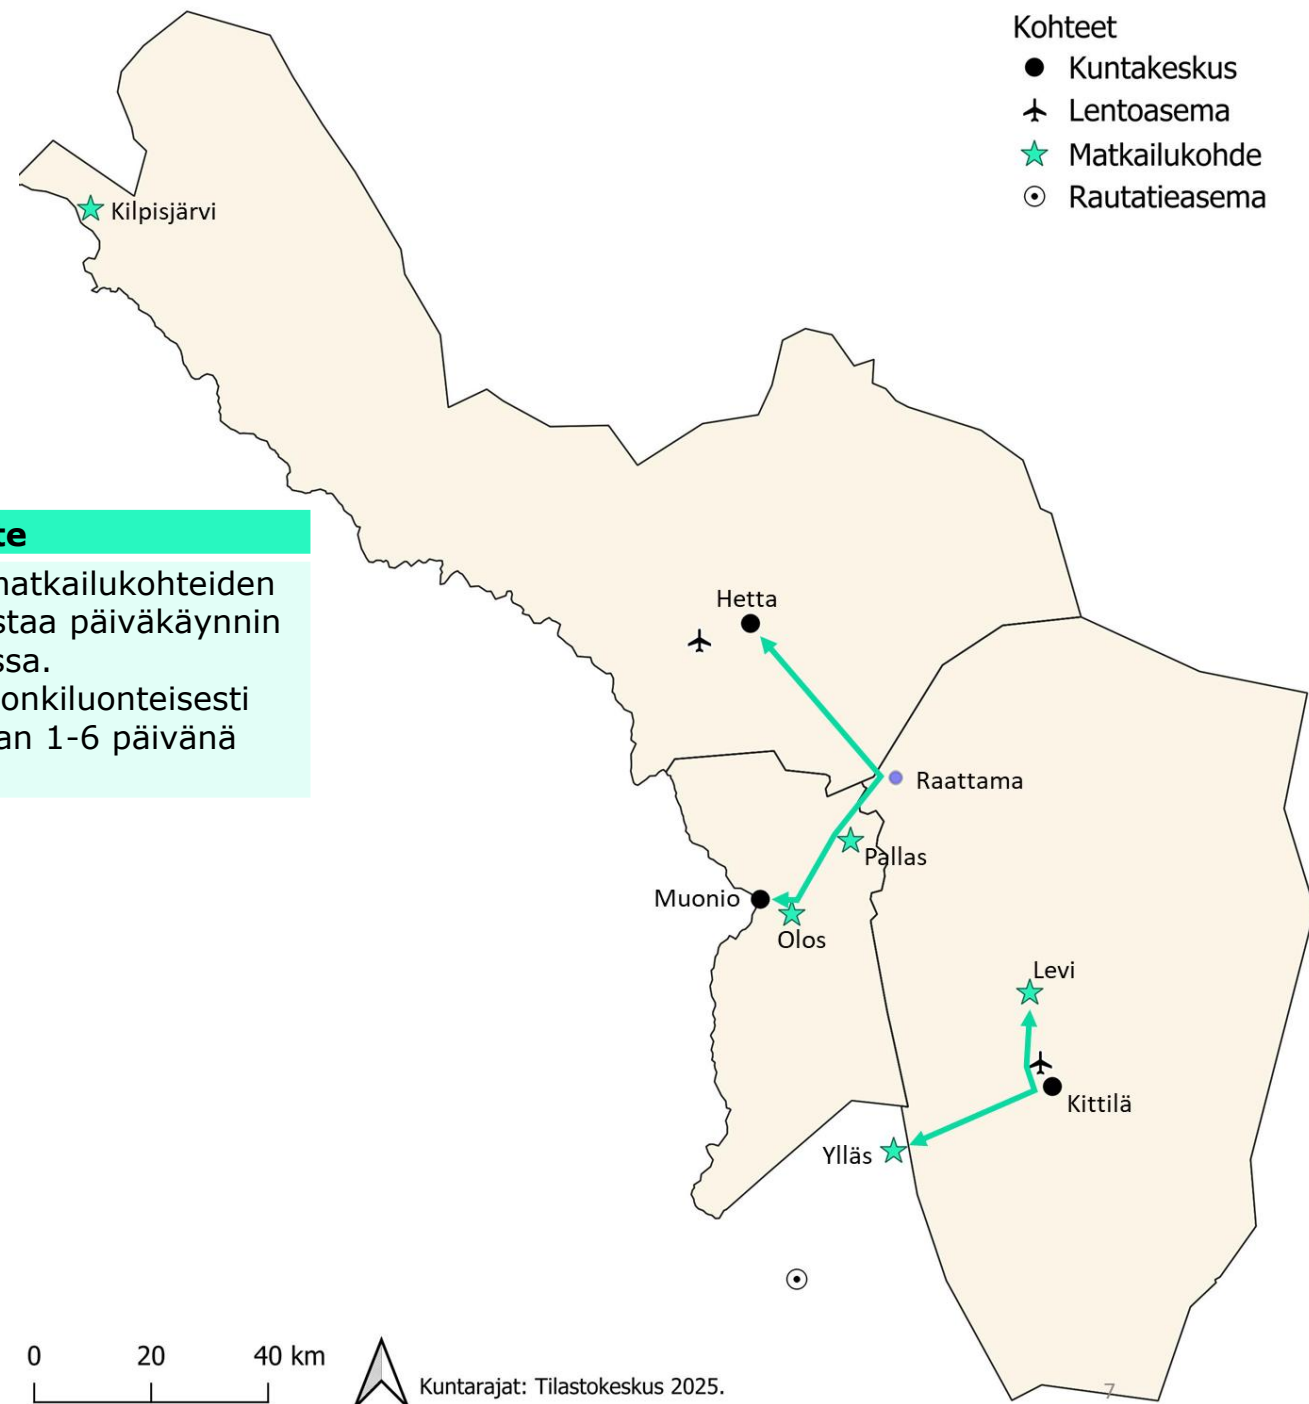 Kohteet
Kuntakeskus
Lentoasema
Matkailukohde
Rautatieasema
Kilpisjärvi
te
matkailukohteiden
staa päiväkäynnin
ssa.
onkiluonteisesti
an 1-6 päivänä
Hetta
Raattama
Pallas
Muonio
Olos
Levi
Kittilä
Ylläs
0 20 40 km
Kuntarajat: Tilastokeskus 2025.
7